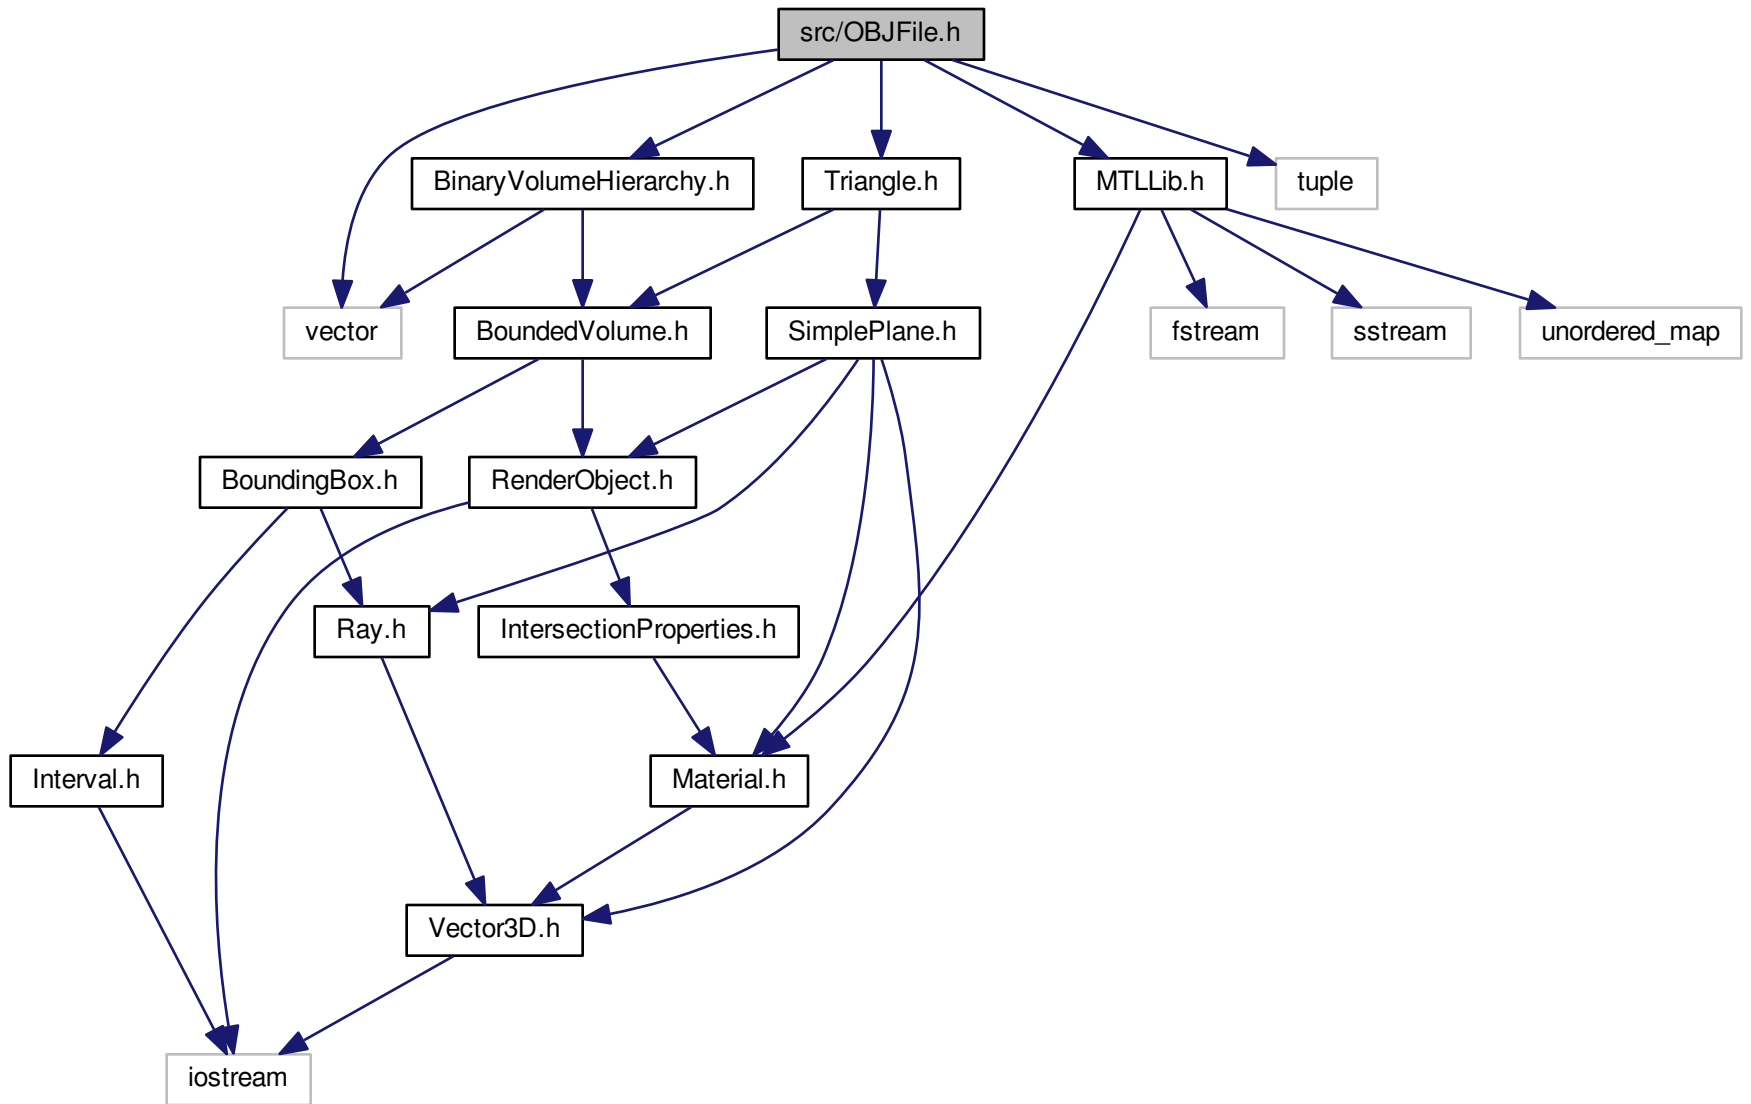 src/OBJFile.h
BinaryVolumeHierarchy.h
Triangle.h
MTLLib.h
tuple
vector
BoundedVolume.h
SimplePlane.h
fstream
sstream
unordered_map
BoundingBox.h
RenderObject.h
Ray.h
IntersectionProperties.h
Interval.h
Material.h
Vector3D.h
iostream